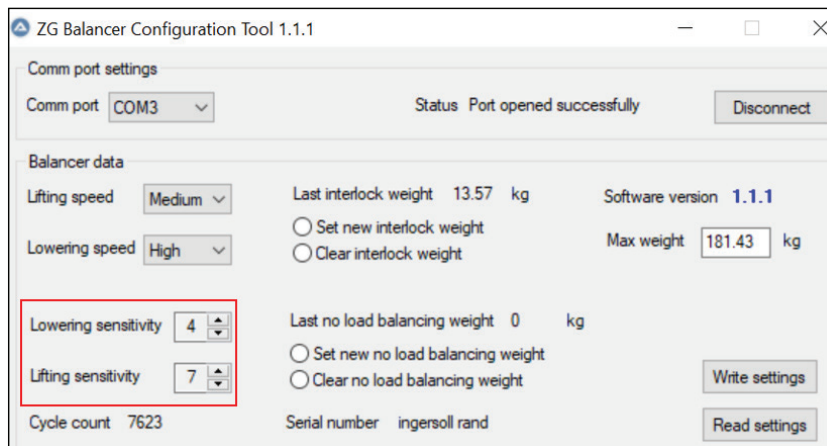 ZG Balancer Configuration Tool 1.1.1
Comm port settings
Comm port COM3 Status Port opened successfully Disconnect
Balancer data
Lifting speed Medium Last interlock weight 13.57 kg Software version 1.1.1
Set new interlock weight
Lowering speed High Clear interlock weight Max weight 181.43 kg
Lowering sensitivity 4 Last no load balancing weight 0 kg
Set new no load balancing weight
Lifting sensitivity 7 Clear no load balancing weight Write settings
Cycle count 7623 Serial number ingersoll rand Read settings